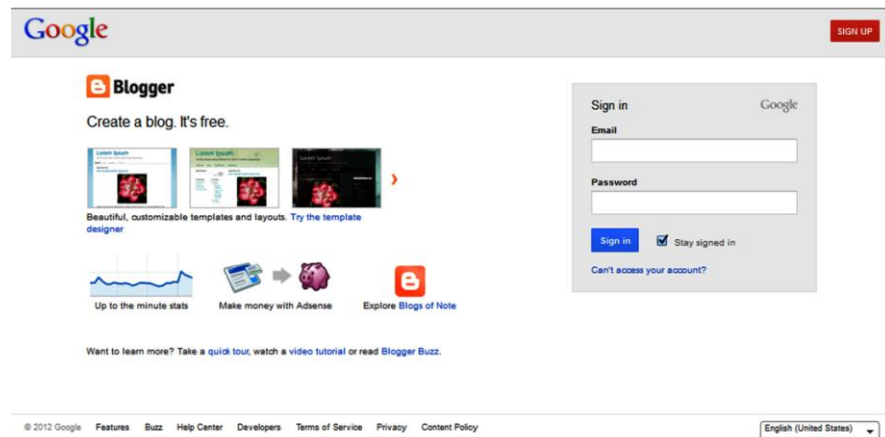 Google
SIGN UP
Blogger
Create a blog. It's free.
Lorem Ipsum
Lorem Ipsum
Lorem Ipsum
Beautiful, customizable templates and layouts. Try the template
designer
Up to the minute stats
Make money with Adsense
Explore Blogs of Note
Want to learn more? Take a quick tour, watch a video tutorial or read Blogger Buzz.
Sign in
Google
Email
Password
Sign in
Stay signed in
Can't access your account?
© 2012 Google Features Buzz Help Center Developers Terms of Service Privacy Content Policy
English (United States)